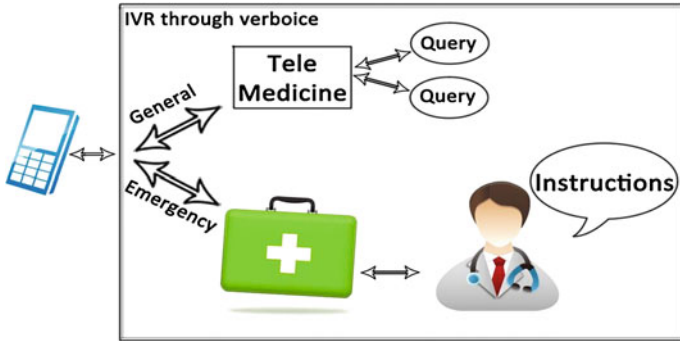 IVR through verboice
General
Tele
Medicine
Query
Query
Emergency
Instructions